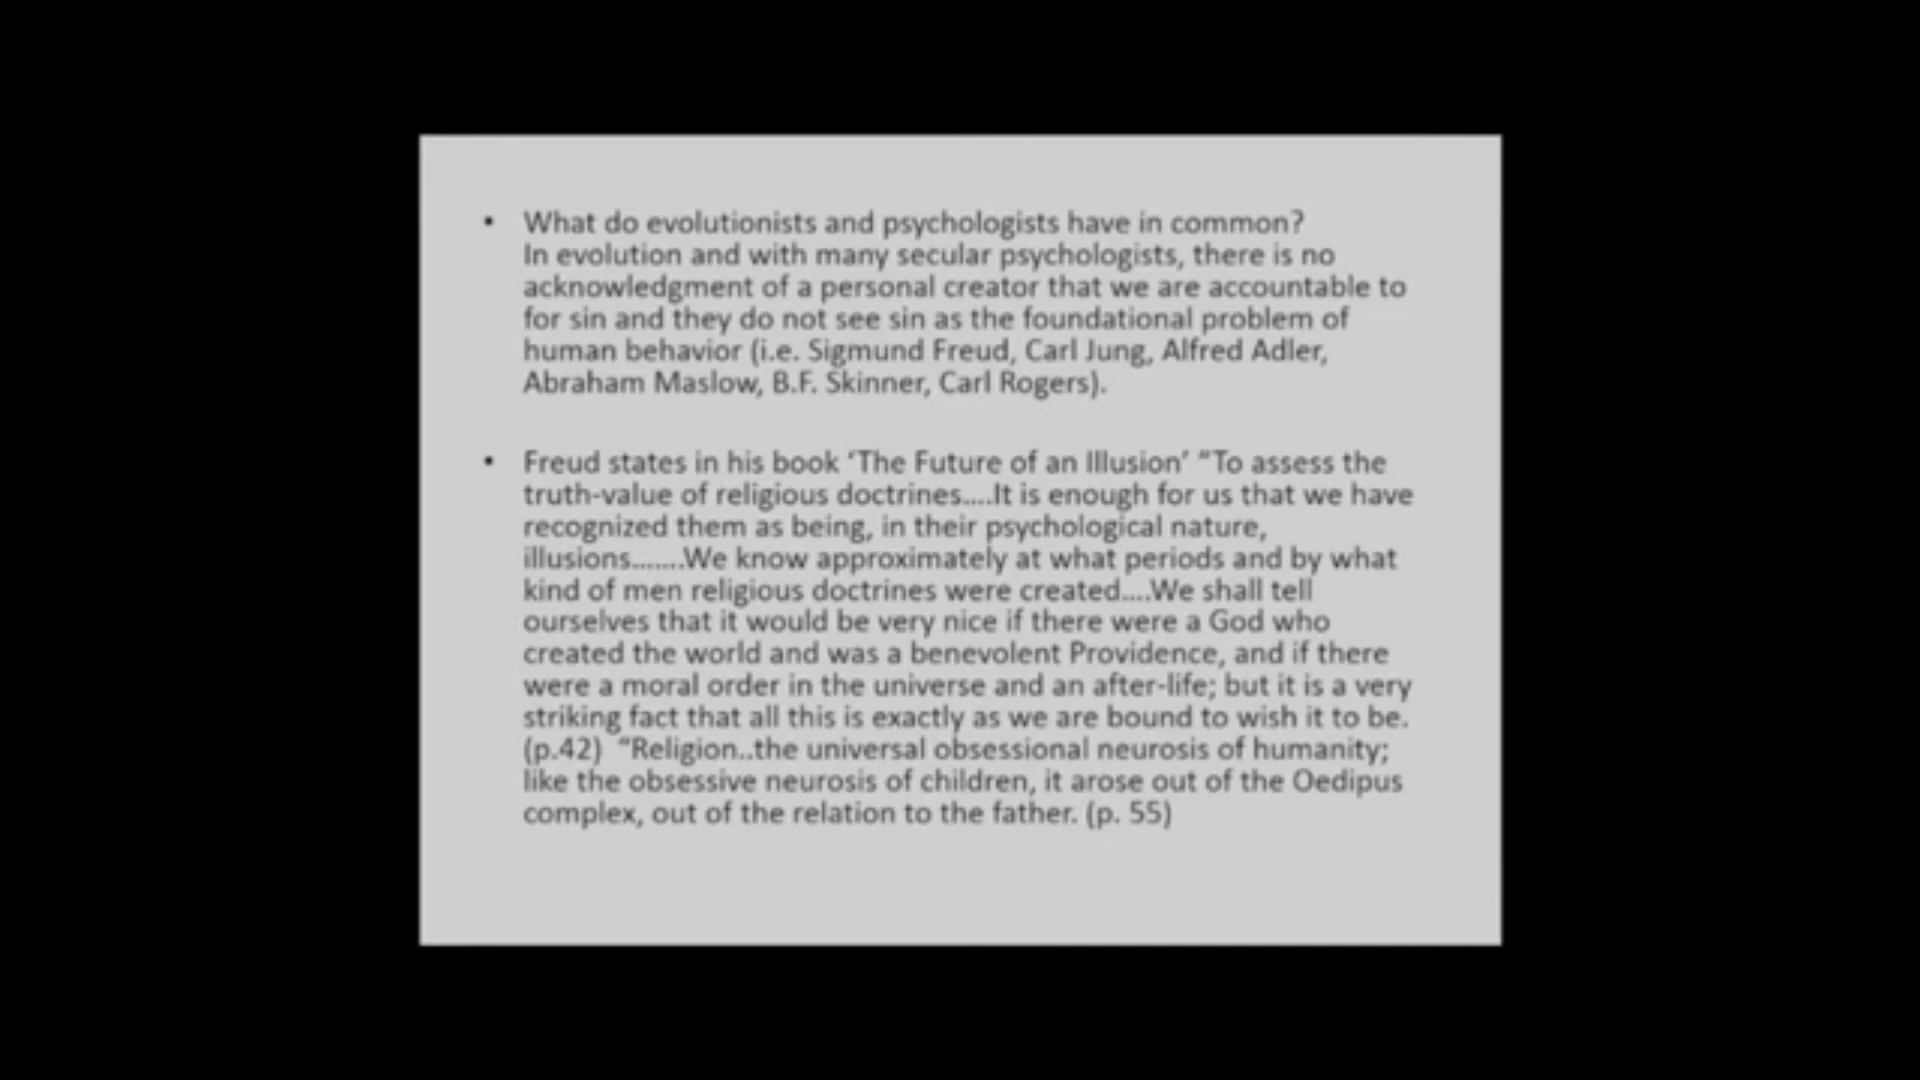 • What do evolutionists and psychologists have in common?
In evolution and with many secular psychologists, there is no
acknowledgment of a personal creator that we are accountable to
for sin and they do not see sin as the foundational problem of
human behavior (i.e. Sigmund Freud, Carl Jung, Alfred Adler,
Abraham Maslow, B.F. Skinner, Carl Rogers).
• Freud states in his book ‘The Future of an Illusion’ “To assess the
truth-value of religious doctrines....It is enough for us that we have
recognized them as being, in their psychological nature,
illusions.......We know approximately at what periods and by what
kind of men religious doctrines were created....We shall tell
ourselves that it would be very nice if there were a God who
created the world and was a benevolent Providence, and if there
were a moral order in the universe and an after-life; but it is a very
striking fact that all this is exactly as we are bound to wish it to be.
(p.42)  “Religion..the universal obsessional neurosis of humanity;
like the obsessive neurosis of children, it arose out of the Oedipus
complex, out of the relation to the father. (p. 55)